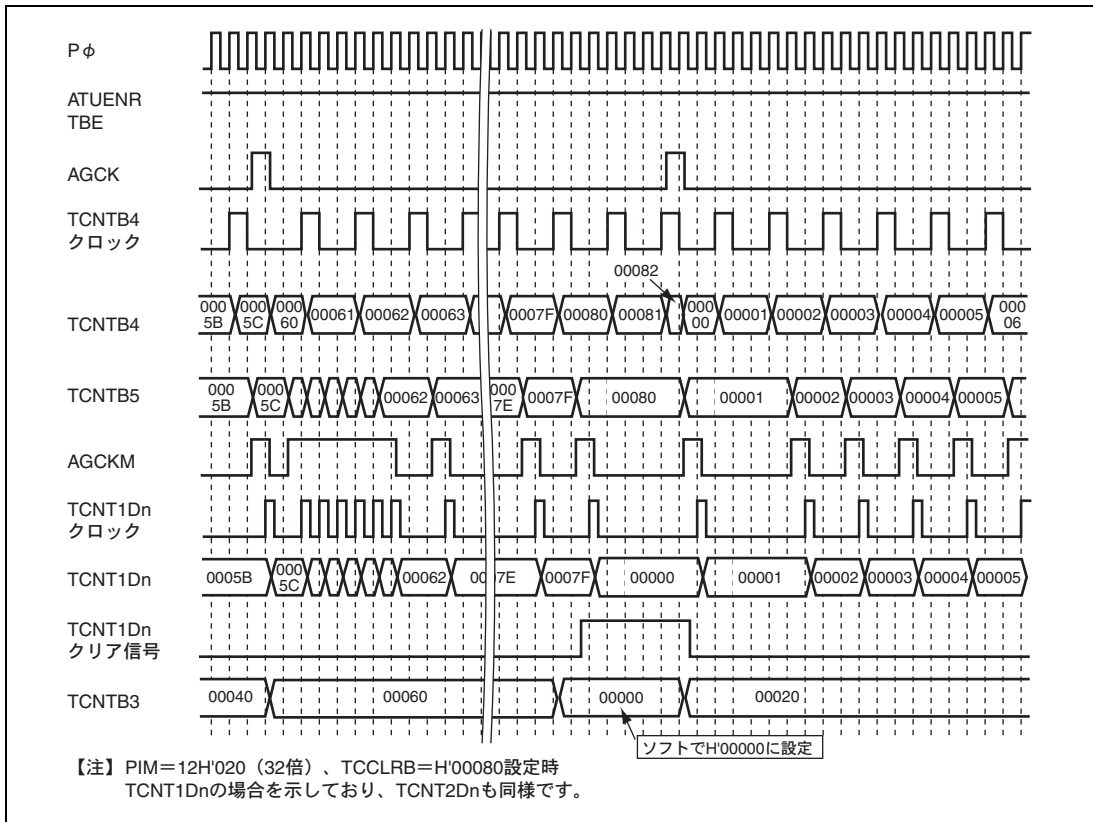 Pφ
ATUENR
TBE
AGCK
TCNTB4
クロック
00082
TCNTB4
000
5B
000
5C
000
60
00061
00062
00063
0007F
00080
00081
000
00
00001
00002
00003
00004
00005
000
06
TCNTB5
000
5B
000
5C
00062
00063
000
7E
0007F
00080
00001
00002
00003
00004
00005
AGCKM
TCNT1Dn
クロック
TCNT1Dn
0005B
000
5C
00062
0007E
0007F
00000
00001
00002
00003
00004
00005
TCNT1Dn
クリア信号
TCNTB3
00040
00060
00000
00020
ソフトでH'00000に設定
【注】 PIM＝12H'020（32倍）、TCCLRB＝H'00080設定時
TCNT1Dnの場合を示しており、TCNT2Dnも同様です。